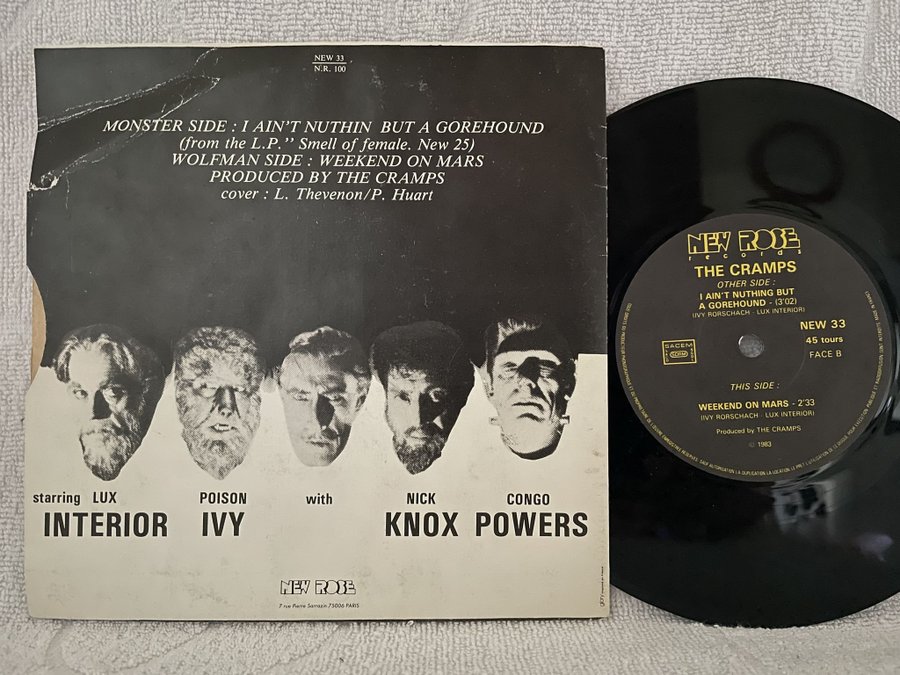 NEW 33
N.R. 100
MONSTER SIDE : I AIN'T NUTHIN BUT A GOREHOUND
(from the L.P." Smell of female. New 25)
WOLFMAN SIDE : WEEKEND ON MARS
PRODUCED BY THE CRAMPS
cover : L. Thevenon/P. Huart
starring LUX POISON with NICK CONGO
INTERIOR IVY KNOX POWERS
NEW ROSE
7 rue Pierre Sarrazin 75006 PARIS
NEW ROSE
records
THE CRAMPS
OTHER SIDE :
I AIN'T NUTHING BUT
A GOREHOUND - (3'02)
(IVY RORSCHACH - LUX INTERIOR)
NEW 33
SACEM
45 tours
FACE B
THIS SIDE :
WEEKEND ON MARS - 2'33
(IVY RORSCHACH - LUX INTERIOR)
Produced by THE CRAMPS
℗ 1983